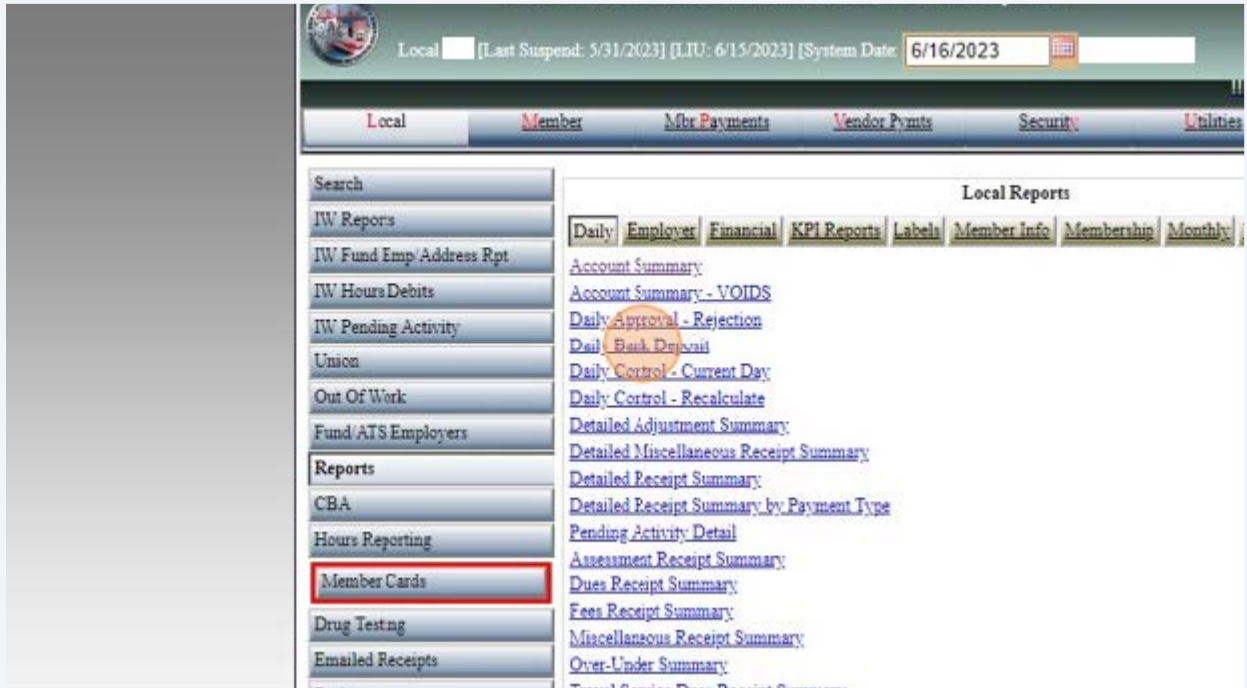 Local [Last Suspend: 5/31/2023] [LIU: 6/15/2023] [System Date: 6/16/2023
Local Member Mbr Payments Vendor Pymts Security Utilities
Search
IW Reports
IW Fund Emp/Address Rpt
IW Hours Debits
IW Pending Activity
Union
Out Of Work
Fund/ATS Employers
Reports
CBA
Hours Reporting
Member Cards
Drug Testing
Emailed Receipts
Local Reports
Daily Employer Financial KPI Reports Labels Member Info Membership Monthly
Account Summary
Account Summary - VOIDS
Daily Approval - Rejection
Daily Bank Deposit
Daily Control - Current Day
Daily Control - Recalculate
Detailed Adjustment Summary
Detailed Miscellaneous Receipt Summary
Detailed Receipt Summary
Detailed Receipt Summary by Payment Type
Pending Activity Detail
Assessment Receipt Summary
Dues Receipt Summary
Fees Receipt Summary
Miscellaneous Receipt Summary
Over-Under Summary
Travel Service Dues Receipt Summary